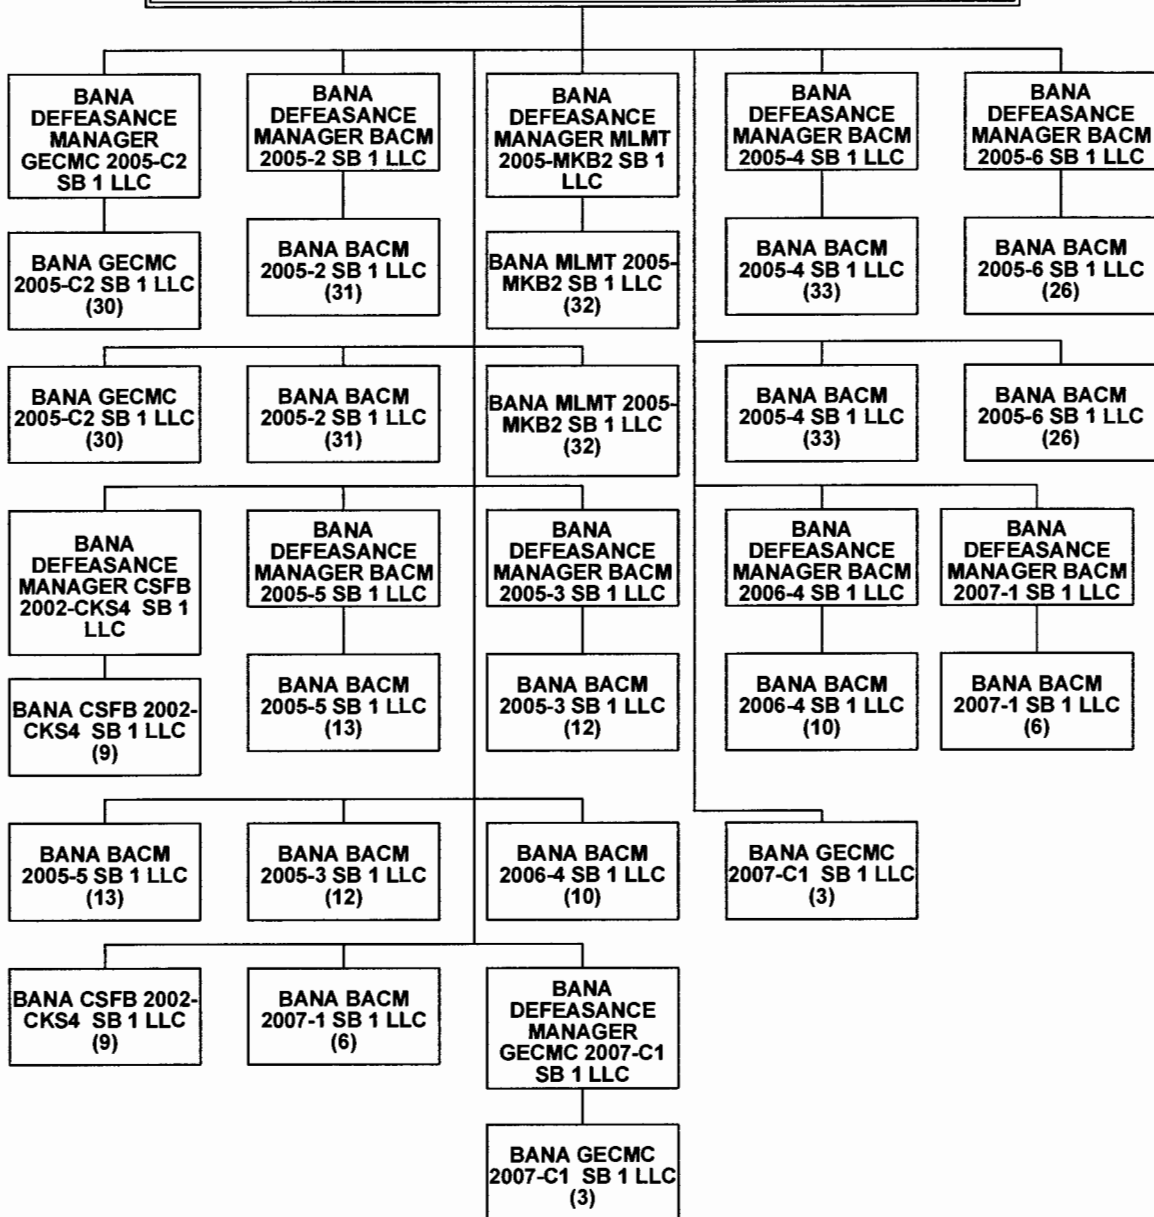 BANA
DEFEASANCE
MANAGER
GECMC 2005-C2
SB 1 LLC
BANA
DEFEASANCE
MANAGER BACM
2005-2 SB 1 LLC
BANA
DEFEASANCE
MANAGER MLMT
2005-MKB2 SB 1
LLC
BANA
DEFEASANCE
MANAGER BACM
2005-4 SB 1 LLC
BANA
DEFEASANCE
MANAGER BACM
2005-6 SB 1 LLC
BANA GECMC
2005-C2 SB 1 LLC
(30)
BANA BACM
2005-2 SB 1 LLC
(31)
BANA MLMT 2005-
MKB2 SB 1 LLC
(32)
BANA BACM
2005-4 SB 1 LLC
(33)
BANA BACM
2005-6 SB 1 LLC
(26)
BANA GECMC
2005-C2 SB 1 LLC
(30)
BANA BACM
2005-2 SB 1 LLC
(31)
BANA MLMT 2005-
MKB2 SB 1 LLC
(32)
BANA BACM
2005-4 SB 1 LLC
(33)
BANA BACM
2005-6 SB 1 LLC
(26)
BANA
DEFEASANCE
MANAGER CSFB
2002-CKS4 SB 1
LLC
BANA
DEFEASANCE
MANAGER BACM
2005-5 SB 1 LLC
BANA
DEFEASANCE
MANAGER BACM
2005-3 SB 1 LLC
BANA
DEFEASANCE
MANAGER BACM
2006-4 SB 1 LLC
BANA
DEFEASANCE
MANAGER BACM
2007-1 SB 1 LLC
BANA CSFB 2002-
CKS4 SB 1 LLC
(9)
BANA BACM
2005-5 SB 1 LLC
(13)
BANA BACM
2005-3 SB 1 LLC
(12)
BANA BACM
2006-4 SB 1 LLC
(10)
BANA BACM
2007-1 SB 1 LLC
(6)
BANA BACM
2005-5 SB 1 LLC
(13)
BANA BACM
2005-3 SB 1 LLC
(12)
BANA BACM
2006-4 SB 1 LLC
(10)
BANA GECMC
2007-C1 SB 1 LLC
(3)
BANA CSFB 2002-
CKS4 SB 1 LLC
(9)
BANA BACM
2007-1 SB 1 LLC
(6)
BANA
DEFEASANCE
MANAGER
GECMC 2007-C1
SB 1 LLC
BANA GECMC
2007-C1 SB 1 LLC
(3)